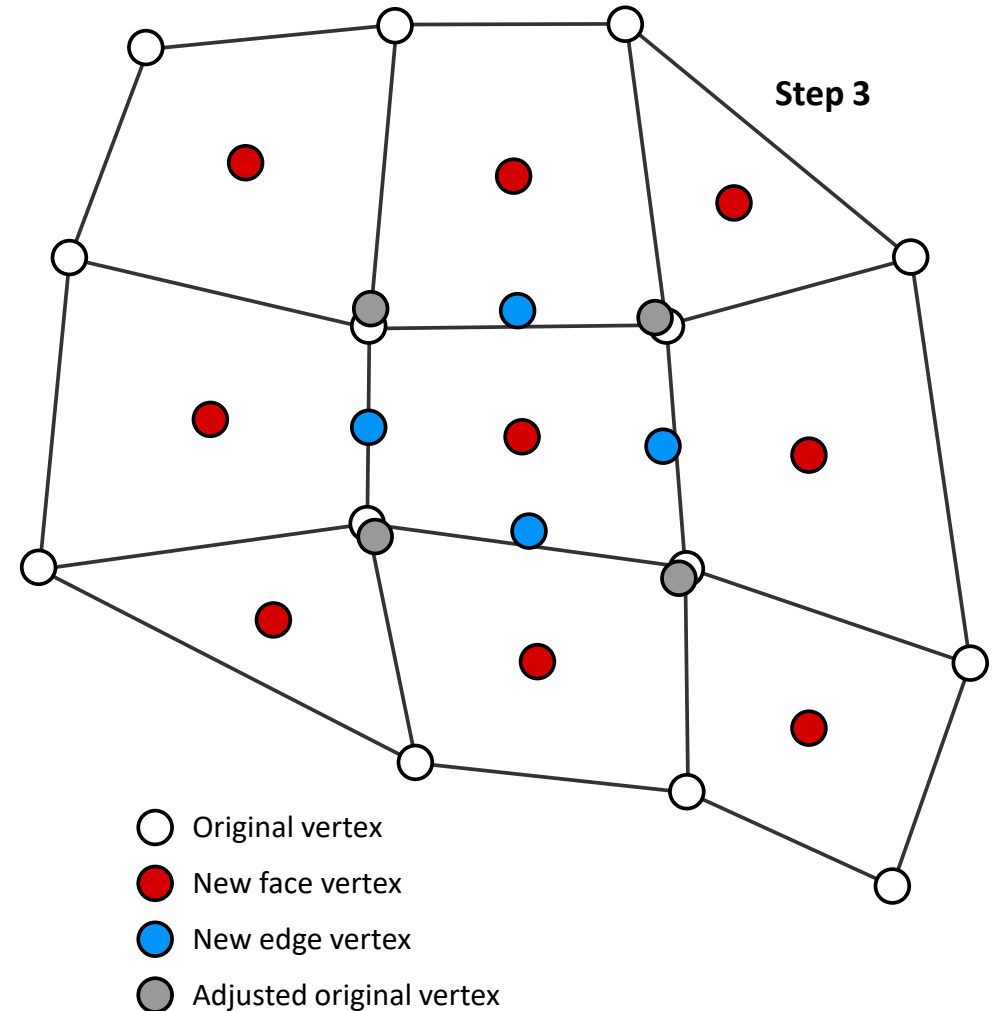 Step 3
Original vertex
New face vertex
New edge vertex
Adjusted original vertex